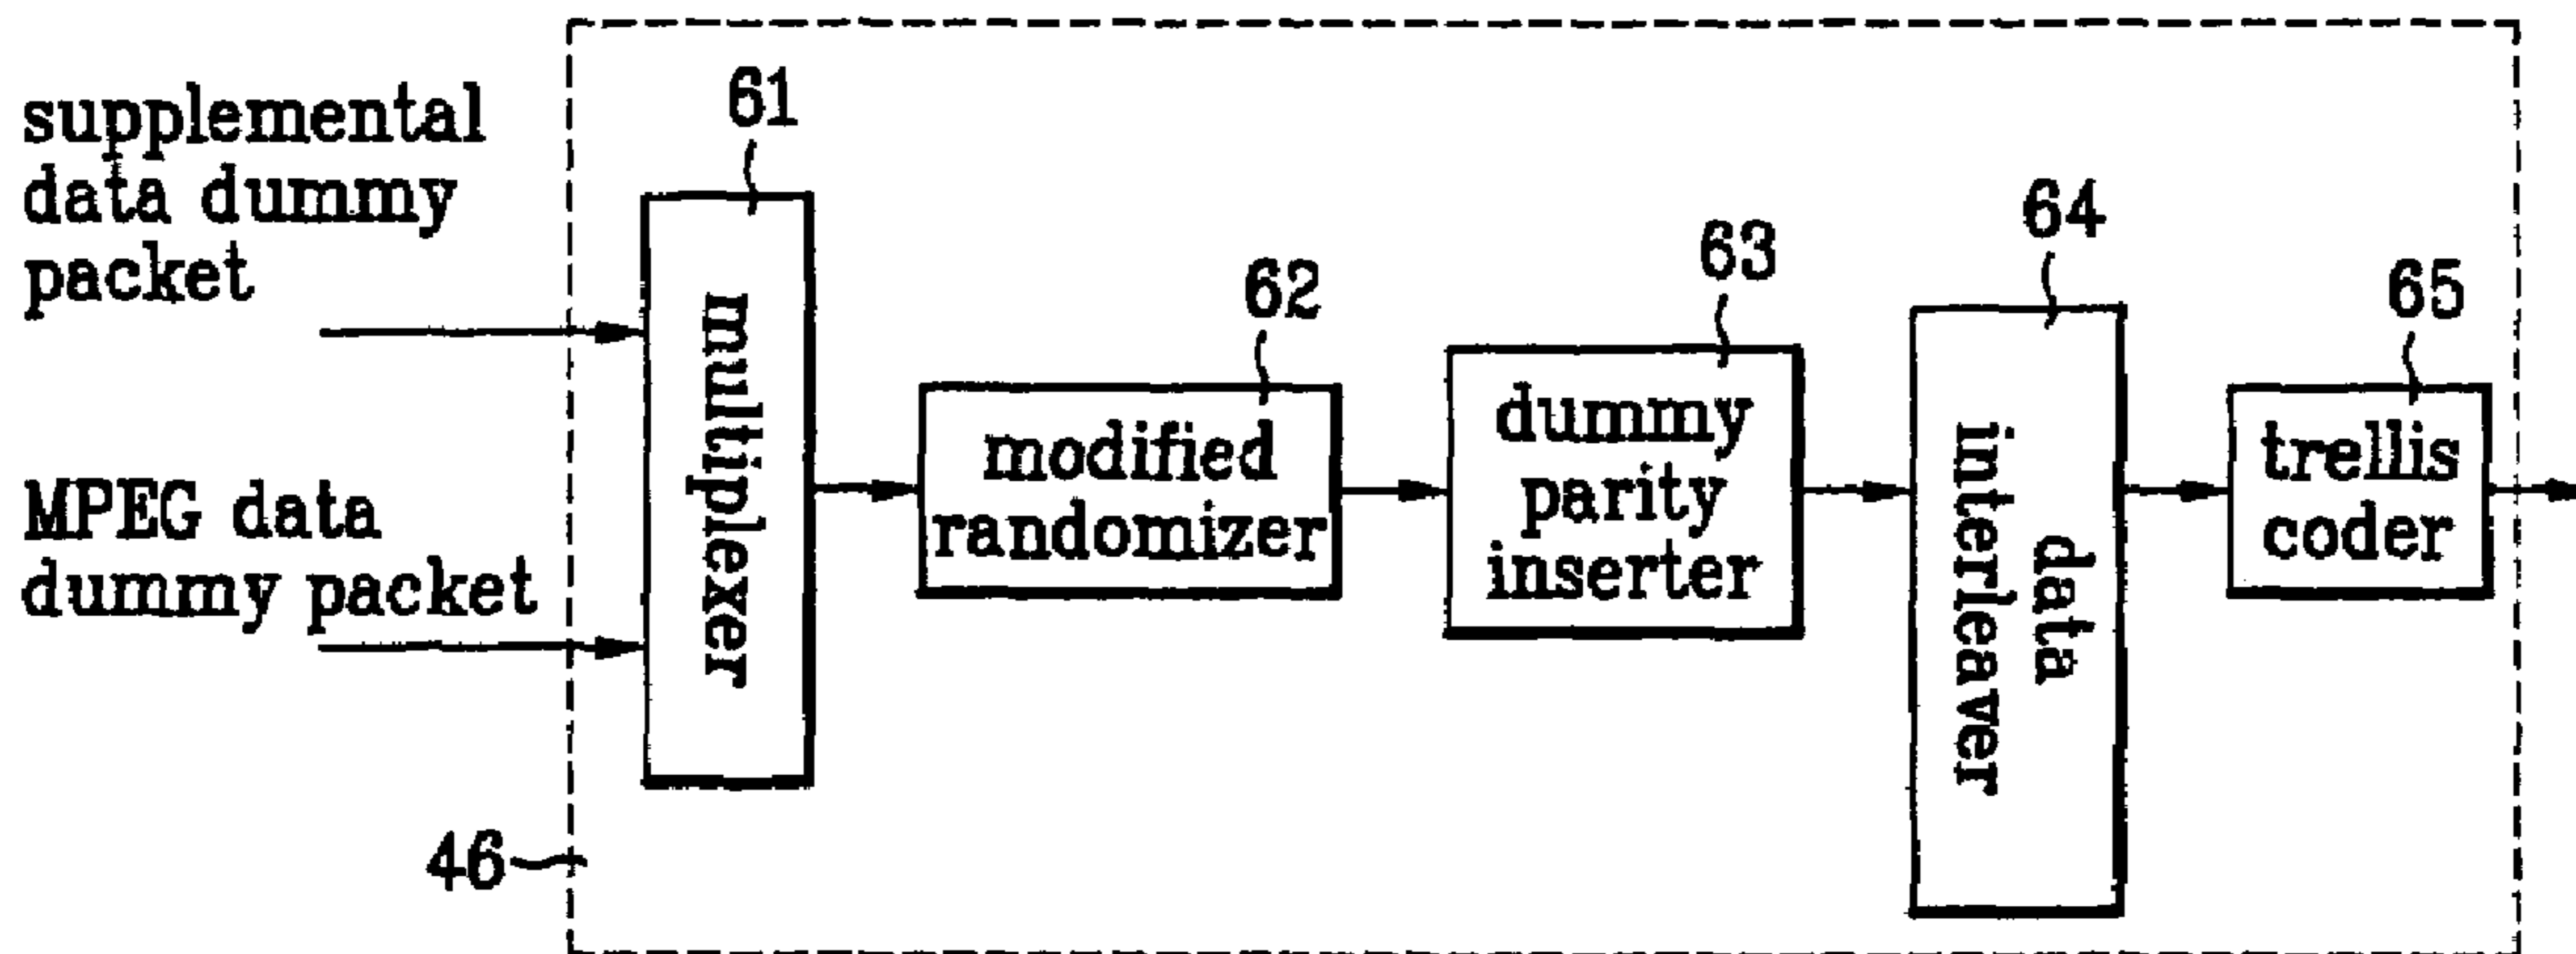 supplemental
data dummy
packet
MPEG data
dummy packet
46
61
multiplexer
62
modified
randomizer
63
dummy
parity
inserter
64
data
interleaver
65
trellis
coder